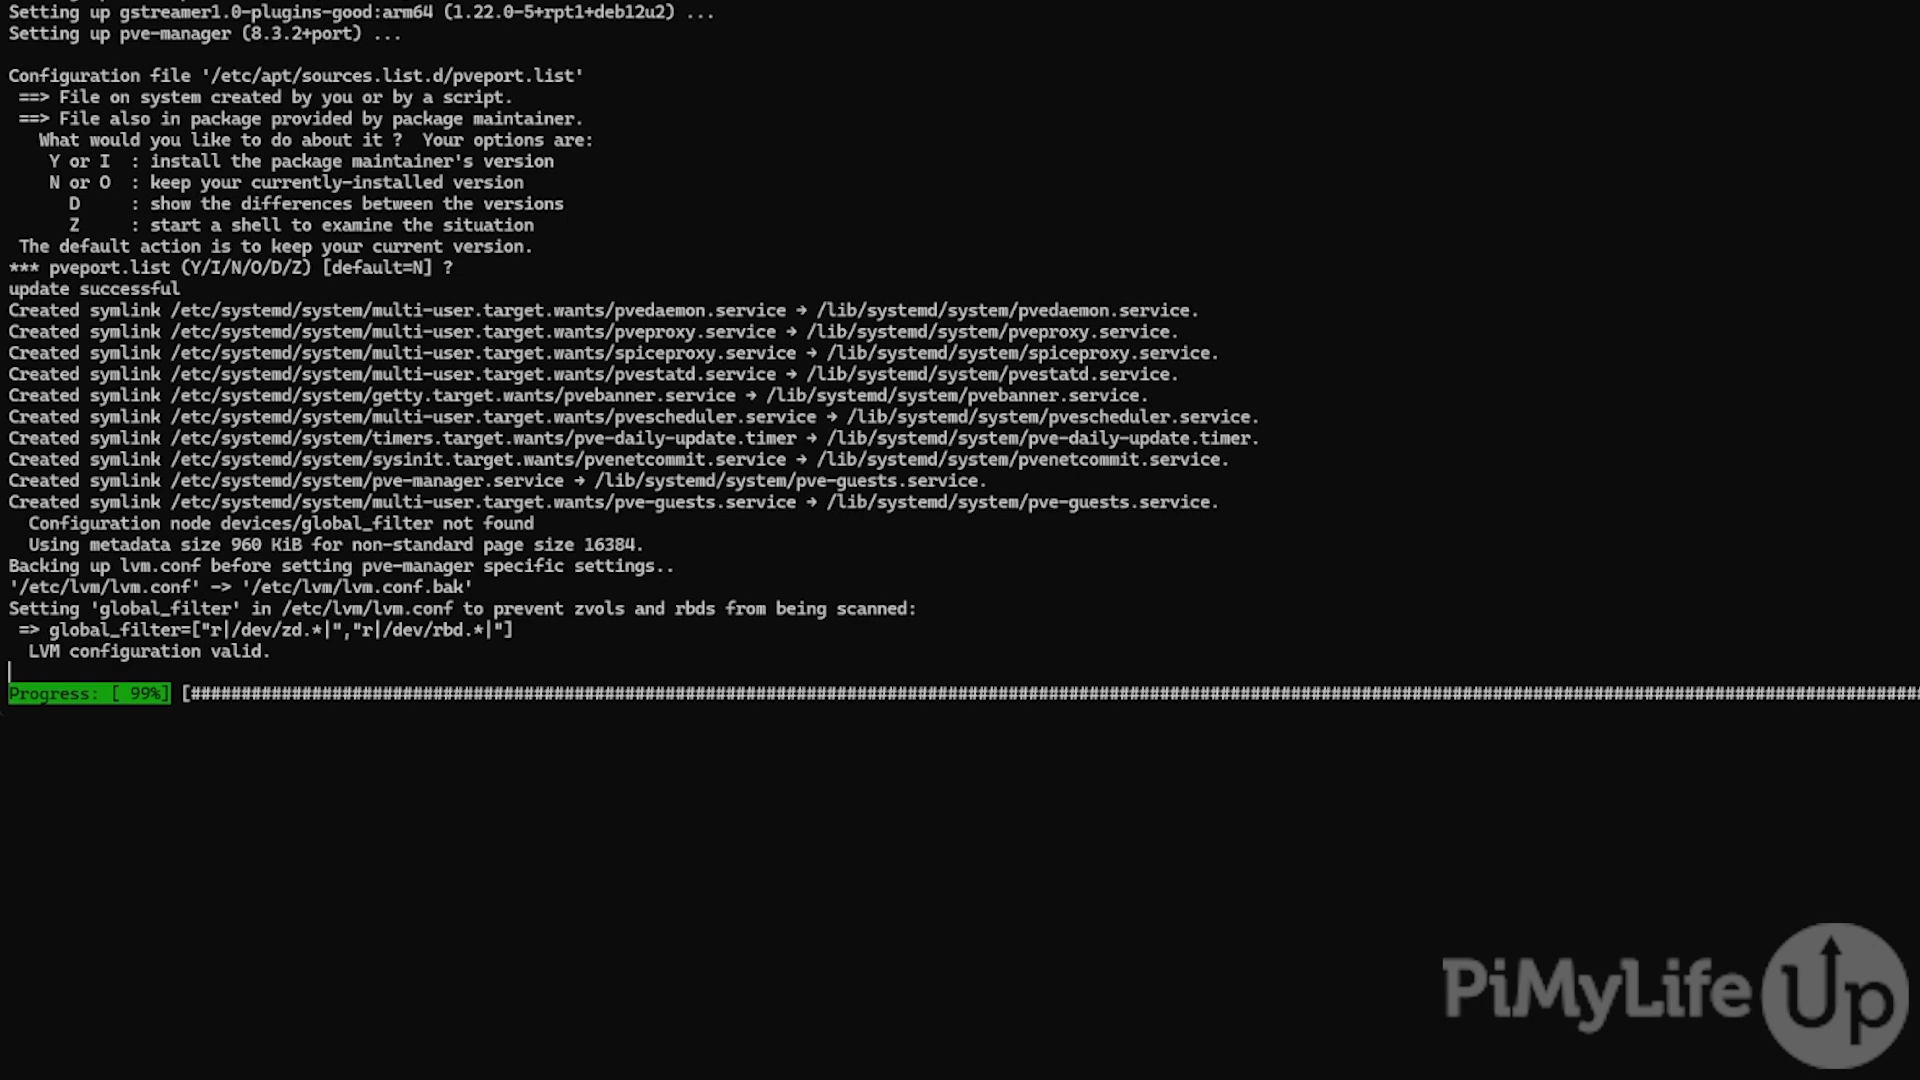 Setting up gstreamer1.0-plugins-good:arm64 (1.22.0-5+rpt1+deb12u2) ...
Setting up pve-manager (8.3.2+port) ...
Configuration file '/etc/apt/sources.list.d/pveport.list'
 ==> File on system created by you or by a script.
 ==> File also in package provided by package maintainer.
   What would you like to do about it ?  Your options are:
    Y or I  : install the package maintainer's version
    N or O  : keep your currently-installed version
      D     : show the differences between the versions
      Z     : start a shell to examine the situation
 The default action is to keep your current version.
*** pveport.list (Y/I/N/O/D/Z) [default=N] ?
update successful
Created symlink /etc/systemd/system/multi-user.target.wants/pvedaemon.service → /lib/systemd/system/pvedaemon.service.
Created symlink /etc/systemd/system/multi-user.target.wants/pveproxy.service → /lib/systemd/system/pveproxy.service.
Created symlink /etc/systemd/system/multi-user.target.wants/spiceproxy.service → /lib/systemd/system/spiceproxy.service.
Created symlink /etc/systemd/system/multi-user.target.wants/pvestatd.service → /lib/systemd/system/pvestatd.service.
Created symlink /etc/systemd/system/getty.target.wants/pvebanner.service → /lib/systemd/system/pvebanner.service.
Created symlink /etc/systemd/system/multi-user.target.wants/pvescheduler.service → /lib/systemd/system/pvescheduler.service.
Created symlink /etc/systemd/system/timers.target.wants/pve-daily-update.timer → /lib/systemd/system/pve-daily-update.timer.
Created symlink /etc/systemd/system/sysinit.target.wants/pvenetcommit.service → /lib/systemd/system/pvenetcommit.service.
Created symlink /etc/systemd/system/pve-manager.service → /lib/systemd/system/pve-guests.service.
Created symlink /etc/systemd/system/multi-user.target.wants/pve-guests.service → /lib/systemd/system/pve-guests.service.
  Configuration node devices/global_filter not found
  Using metadata size 960 KiB for non-standard page size 16384.
Backing up lvm.conf before setting pve-manager specific settings..
'/etc/lvm/lvm.conf' -> '/etc/lvm/lvm.conf.bak'
Setting 'global_filter' in /etc/lvm/lvm.conf to prevent zvols and rbds from being scanned:
 => global_filter=["r|/dev/zd.*|","r|/dev/rbd.*|"]
  LVM configuration valid.
Progress: [ 99%] [###########################################################################################################################################################################
PiMyLifeUp